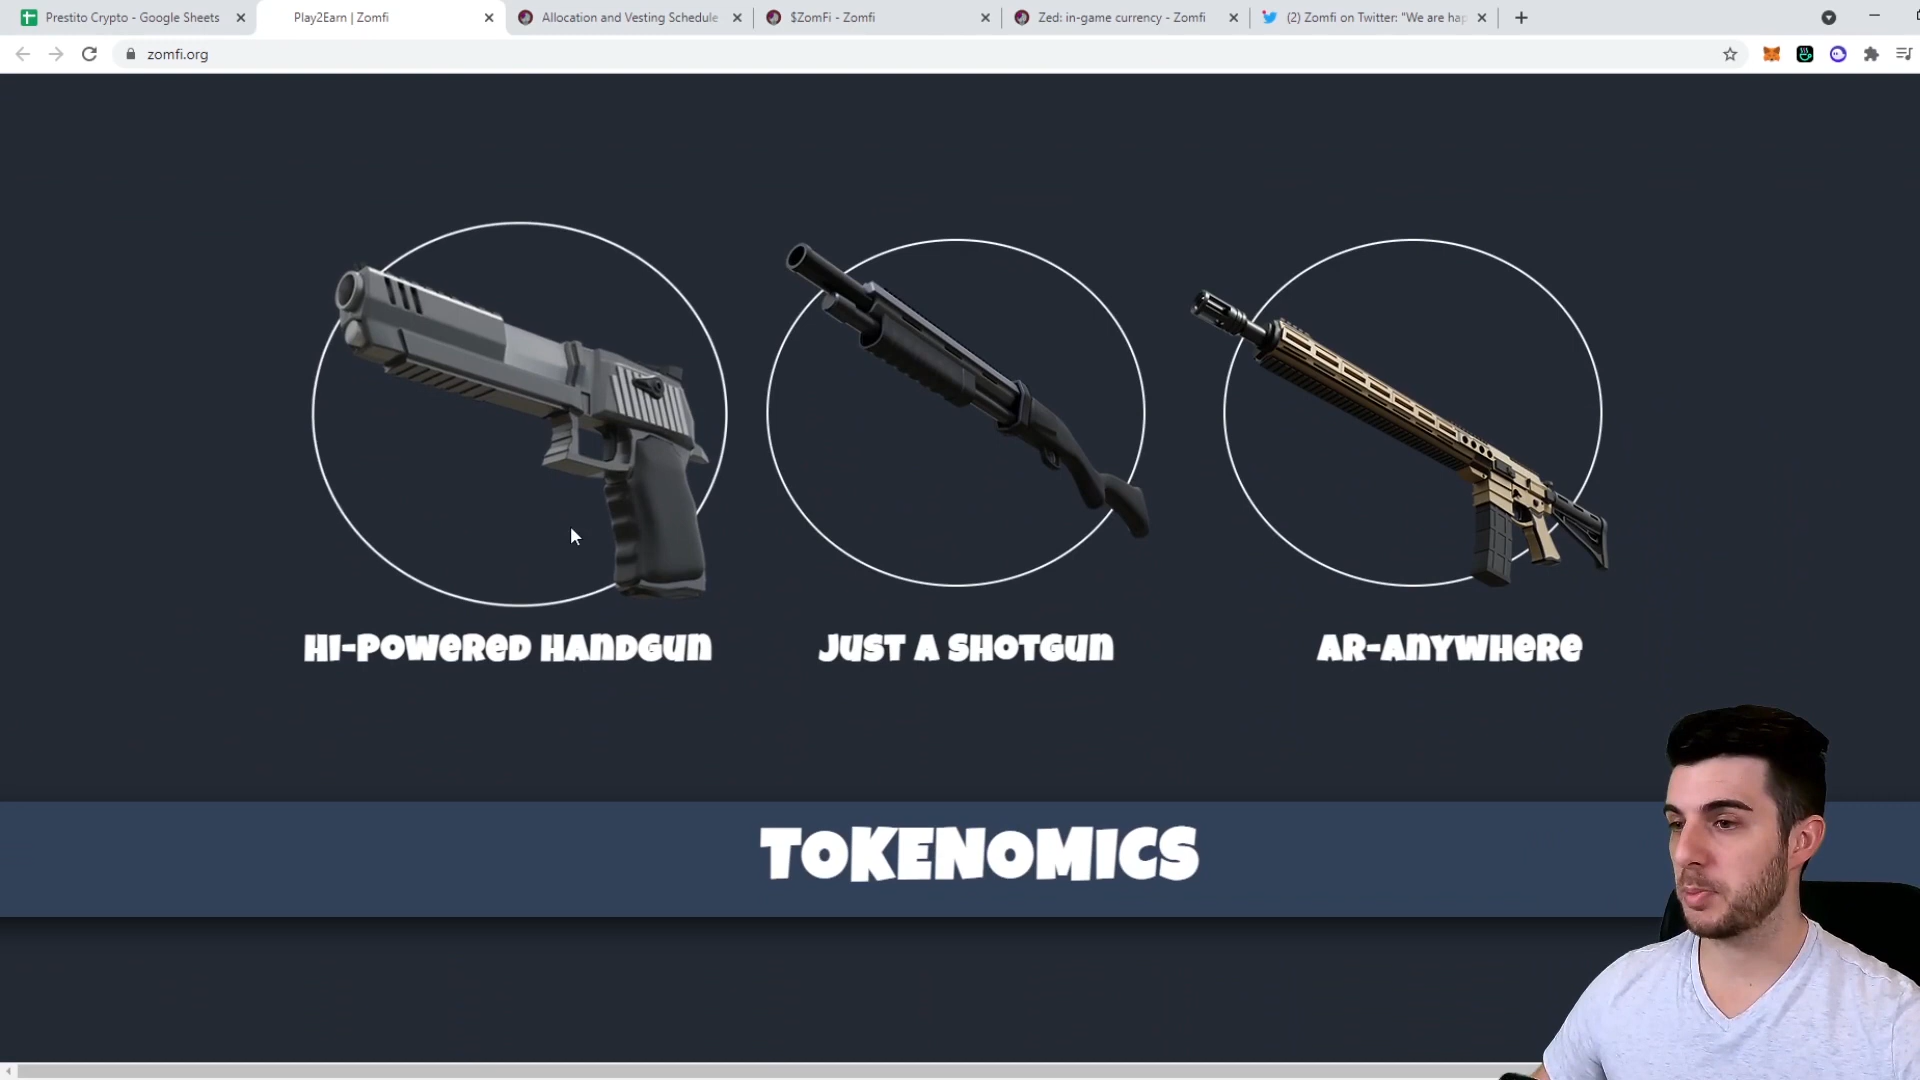 Prestito Crypto - Google Sheets
Play2Earn | Zomfi
Allocation and Vesting Schedule
$ZomFi - Zomfi
Zed: in-game currency - Zomfi
(2) Zomfi on Twitter: "We are hap
zomfi.org
HI-POWERED HANDGUN
JUST A SHOTGUN
AR-ANYWHERE
TOKENOMICS